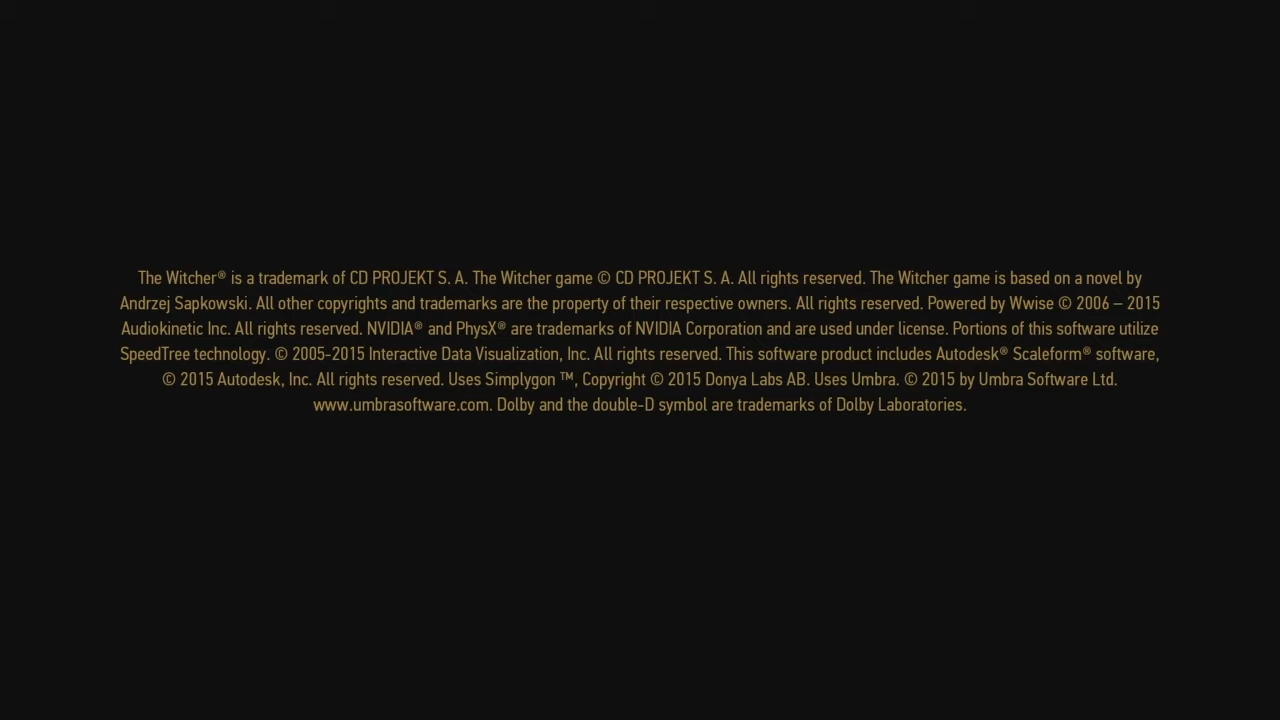 The Witcher® is a trademark of CD PROJEKT S. A. The Witcher game © CD PROJEKT S. A. All rights reserved. The Witcher game is based on a novel by
Andrzej Sapkowski. All other copyrights and trademarks are the property of their respective owners. All rights reserved. Powered by Wwise © 2006 – 2015
Audiokinetic Inc. All rights reserved. NVIDIA® and PhysX® are trademarks of NVIDIA Corporation and are used under license. Portions of this software utilize
SpeedTree technology. © 2005-2015 Interactive Data Visualization, Inc. All rights reserved. This software product includes Autodesk® Scaleform® software,
© 2015 Autodesk, Inc. All rights reserved. Uses Simplygon ™, Copyright © 2015 Donya Labs AB. Uses Umbra. © 2015 by Umbra Software Ltd.
www.umbrasoftware.com. Dolby and the double-D symbol are trademarks of Dolby Laboratories.